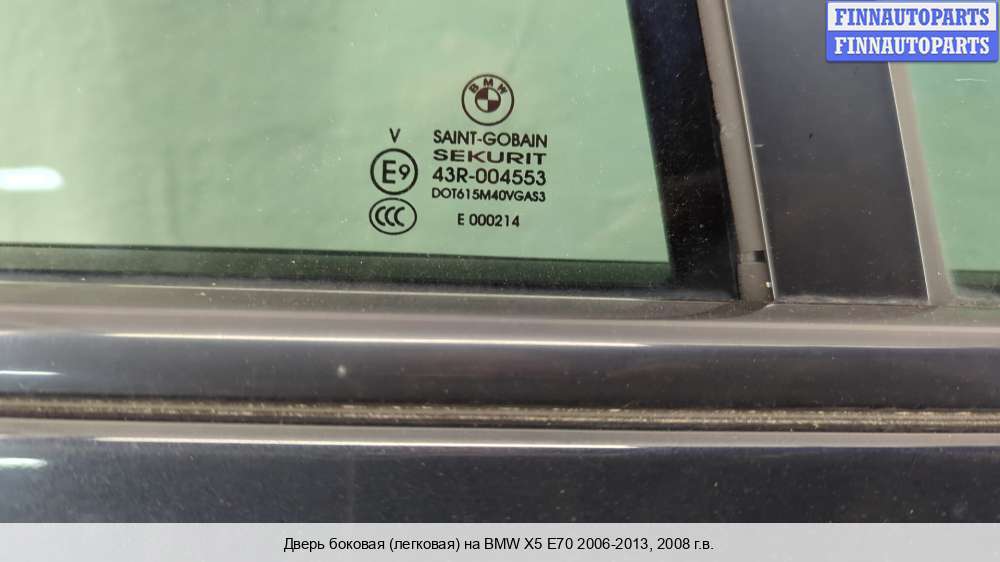 FINNAUTOPARTS
FINNAUTOPARTS
BMW
V
SAINT-GOBAIN
SEKURIT
E9
43R-004553
DOT615M40VGAS3
CCC
E 000214
Дверь боковая (легковая) на BMW X5 E70 2006-2013, 2008 г.в.